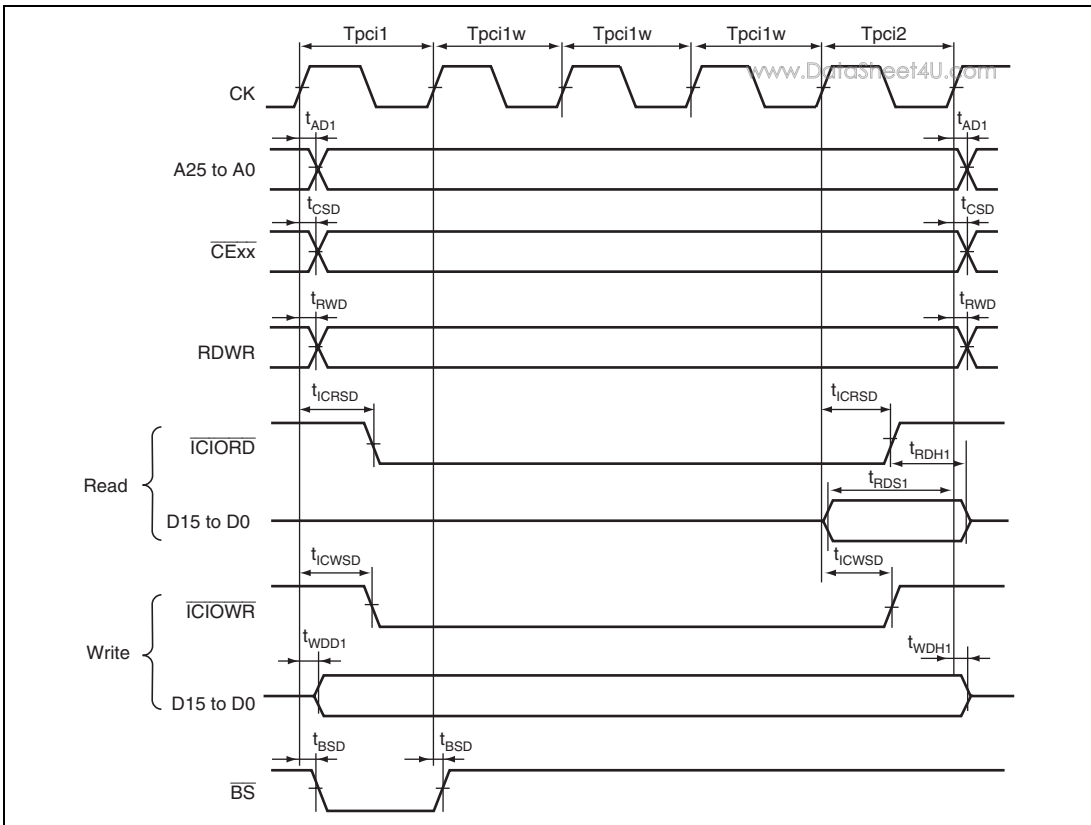 Tpci1 Tpci1w Tpci1w Tpci1w Tpci2
www.DataSheet4U.com
CK
tAD1 tAD1
A25 to A0
tCSD tCSD
CExx
tRWD tRWD
RDWR
tICRSD tICRSD
ICIORD
tRDH1
Read
tRDS1
D15 to D0
tICWSD tICWSD
ICIOWR
Write
tWDD1 tWDH1
D15 to D0
tBSD tBSD
BS